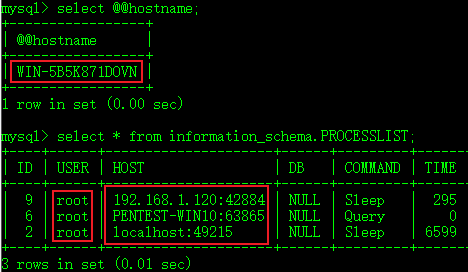 mysql> select @@hostname;
+-----------------+
| @@hostname      |
+-----------------+
| WIN-5B5K871DOVN |
+-----------------+
1 row in set (0.00 sec)
mysql> select * from information_schema.PROCESSLIST;
| ID | USER | HOST | DB | COMMAND | TIME
| 9 | root | 192.168.1.120:42884 | NULL | Sleep | 295
| 6 | root | PENTEST-WIN10:63865 | NULL | Query | 0
| 2 | root | localhost:49215 | NULL | Sleep | 6599
3 rows in set (0.01 sec)